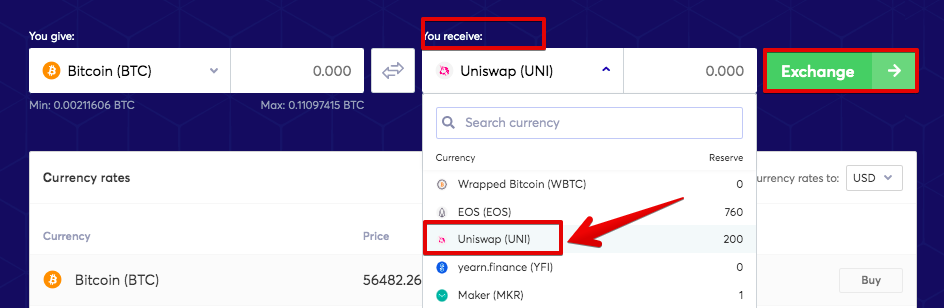 You give:
You receive:
Bitcoin (BTC)
0.000
Uniswap (UNI)
0.000
Exchange
Min: 0.00211606 BTC
Max: 0.11097415 BTC
Search currency
Currency
Reserve
Wrapped Bitcoin (WBTC)
0
EOS (EOS)
760
Uniswap (UNI)
200
yearn.finance (YFI)
0
Maker (MKR)
1
Currency rates
urrency rates to:
USD
Currency
Price
Bitcoin (BTC)
56482.26
Buy